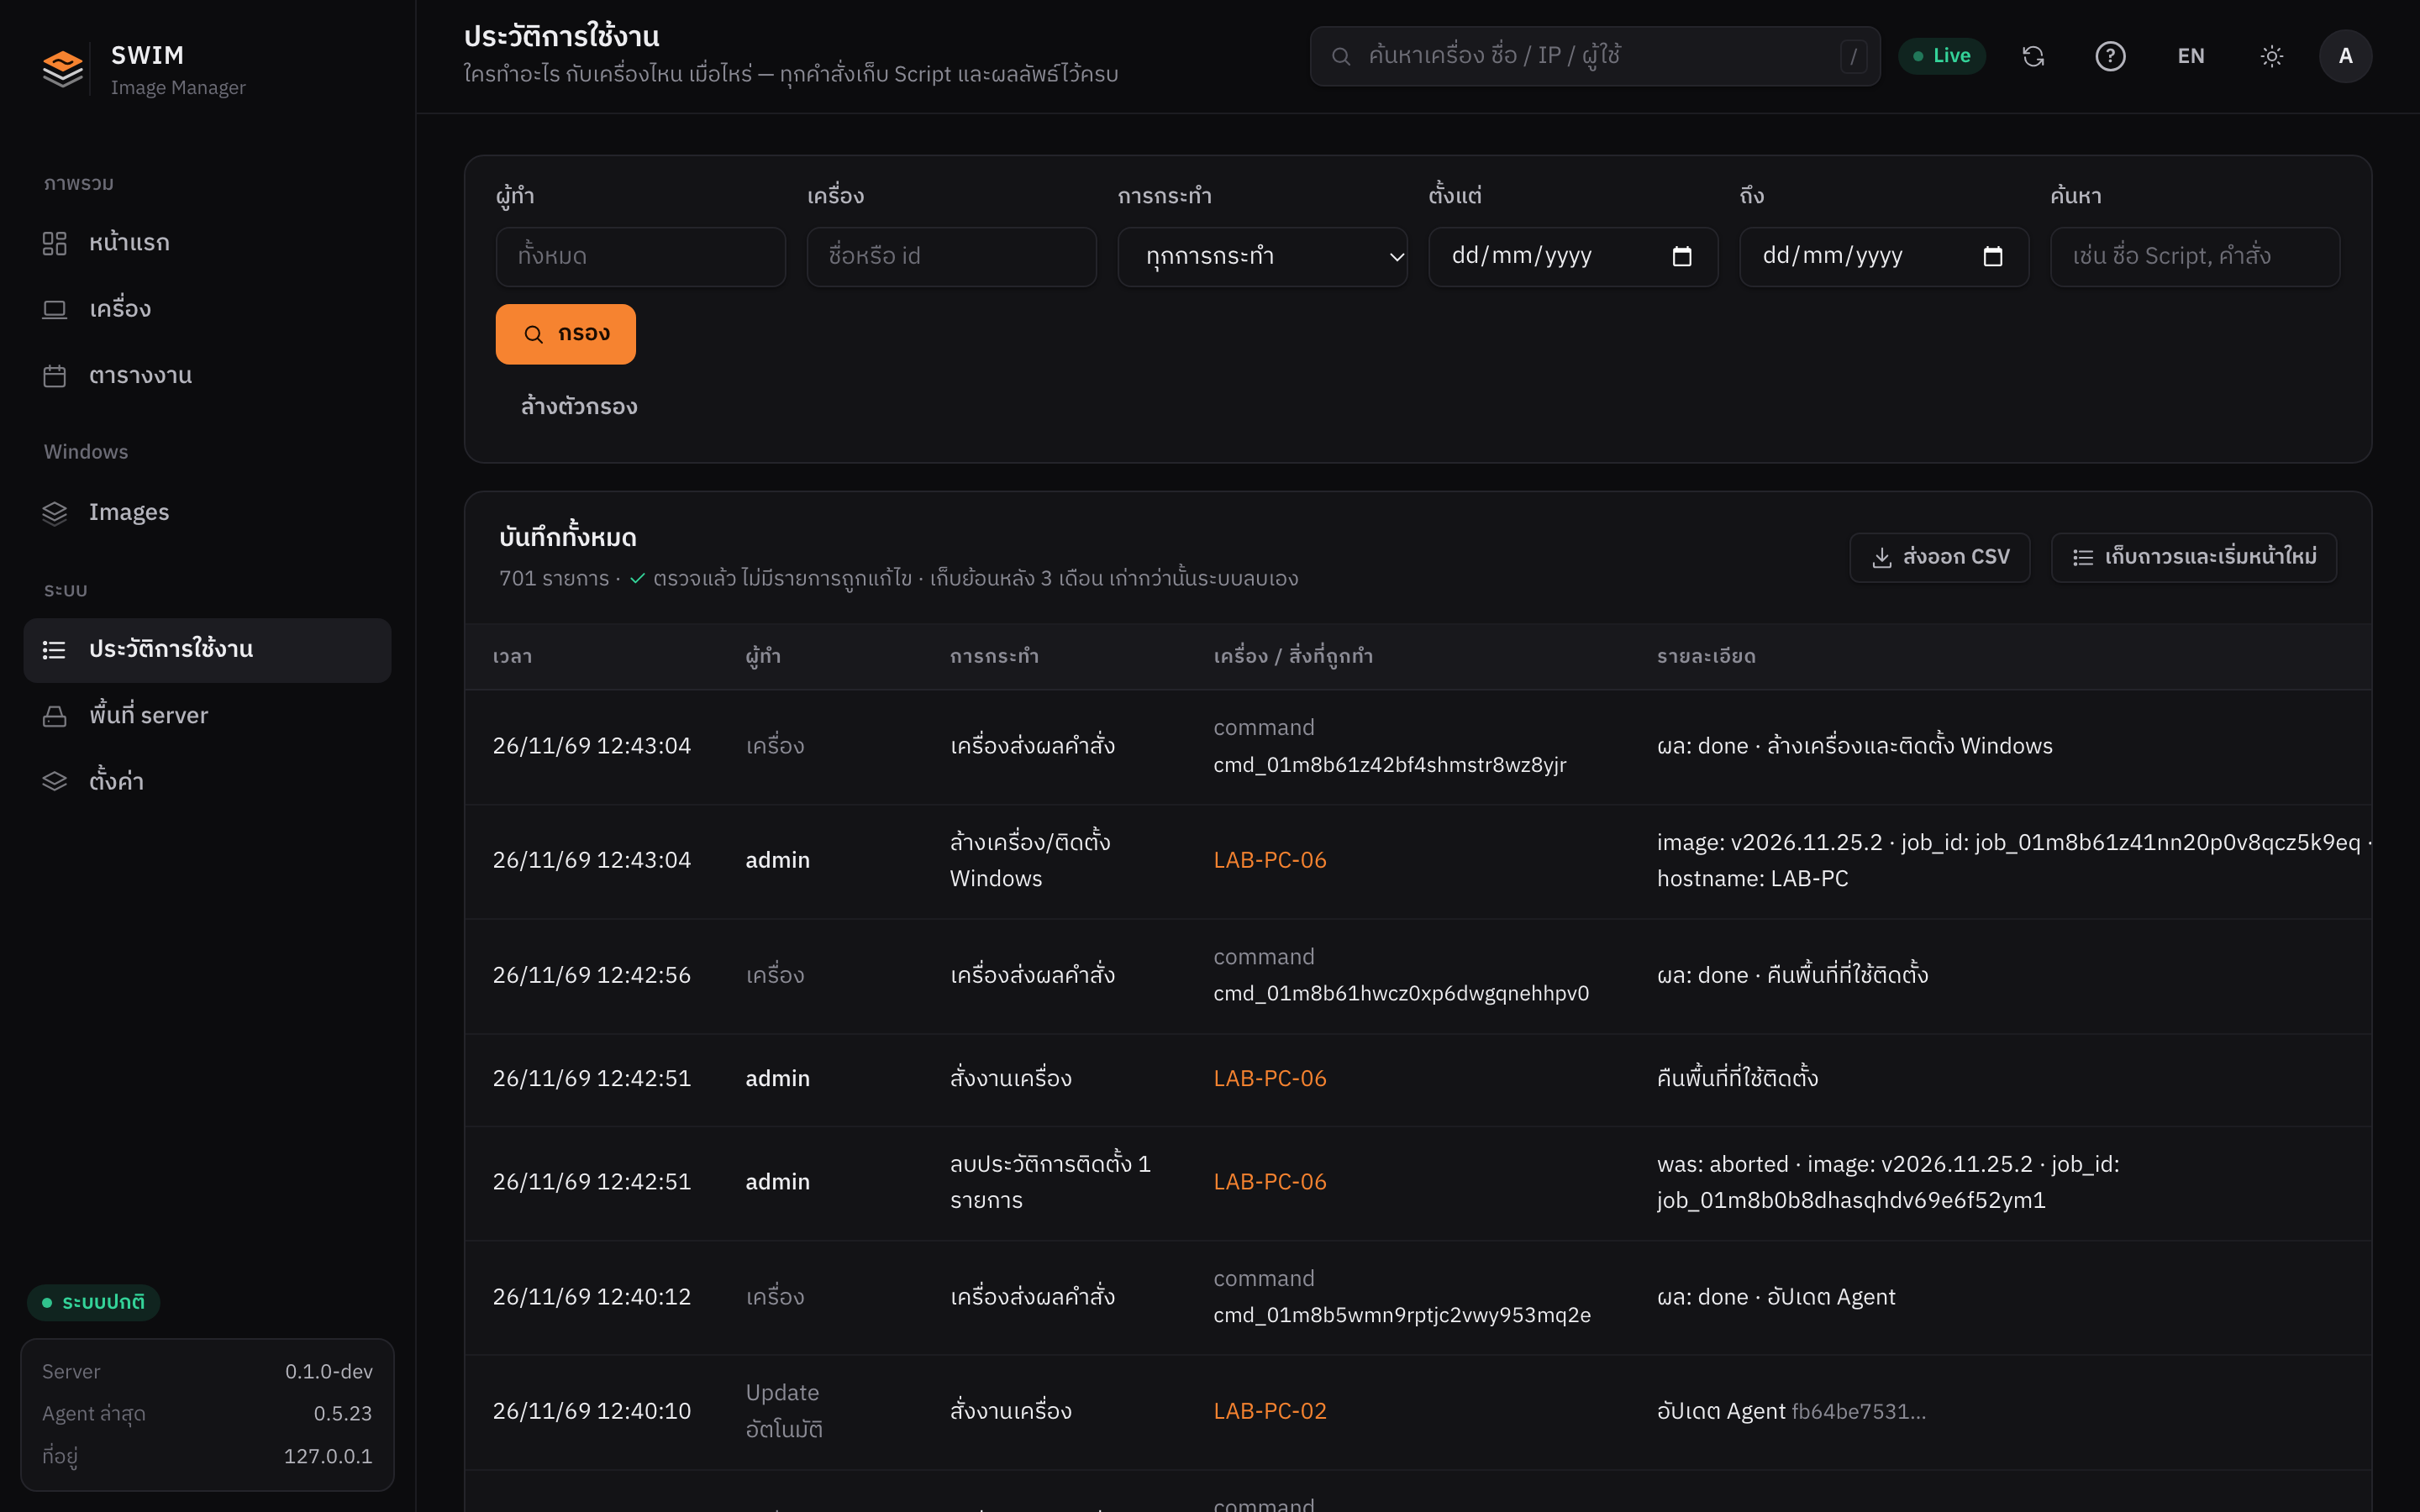 SWIM
Image Manager
ภาพรวม
หน้าแรก
เครื่อง
ตารางงาน
Windows
Images
ระบบ
ประวัติการใช้งาน
พื้นที่ server
ตั้งค่า
ระบบปกติ
Server 0.1.0-dev
Agent ล่าสุด 0.5.23
ที่อยู่ 127.0.0.1
ประวัติการใช้งาน
ใครทำอะไร กับเครื่องไหน เมื่อไหร่ — ทุกคำสั่งเก็บ Script และผลลัพธ์ไว้ครบ
ค้นหาเครื่อง ชื่อ / IP / ผู้ใช้ /
Live
?
EN
A
ผู้ทำ เครื่อง การกระทำ ตั้งแต่ ถึง ค้นหา
ทั้งหมด ชื่อหรือ id ทุกการกระทำ dd/mm/yyyy dd/mm/yyyy เช่น ชื่อ Script, คำสั่ง
กรอง
ล้างตัวกรอง
บันทึกทั้งหมด
701 รายการ · ✓ ตรวจแล้ว ไม่มีรายการถูกแก้ไข · เก็บย้อนหลัง 3 เดือน เก่ากว่านั้นระบบลบเอง
ส่งออก CSV
เก็บถาวรและเริ่มหน้าใหม่
เวลา ผู้ทำ การกระทำ เครื่อง / สิ่งที่ถูกทำ รายละเอียด
26/11/69 12:43:04 เครื่อง เครื่องส่งผลคำสั่ง command
cmd_01m8b61z42bf4shmstr8wz8yjr
ผล: done · ล้างเครื่องและติดตั้ง Windows
26/11/69 12:43:04 admin ล้างเครื่อง/ติดตั้ง
Windows
LAB-PC-06
image: v2026.11.25.2 · job_id: job_01m8b61z41nn20p0v8qcz5k9eq ·
hostname: LAB-PC
26/11/69 12:42:56 เครื่อง เครื่องส่งผลคำสั่ง command
cmd_01m8b61hwcz0xp6dwgqnehhpv0
ผล: done · คืนพื้นที่ที่ใช้ติดตั้ง
26/11/69 12:42:51 admin สั่งงานเครื่อง LAB-PC-06 คืนพื้นที่ที่ใช้ติดตั้ง
26/11/69 12:42:51 admin ลบประวัติการติดตั้ง 1
รายการ
LAB-PC-06
was: aborted · image: v2026.11.25.2 · job_id:
job_01m8b0b8dhasqhdv69e6f52ym1
26/11/69 12:40:12 เครื่อง เครื่องส่งผลคำสั่ง command
cmd_01m8b5wmn9rptjc2vwy953mq2e
ผล: done · อัปเดต Agent
26/11/69 12:40:10 Update
อัตโนมัติ
สั่งงานเครื่อง LAB-PC-02 อัปเดต Agent fb64be7531…
command